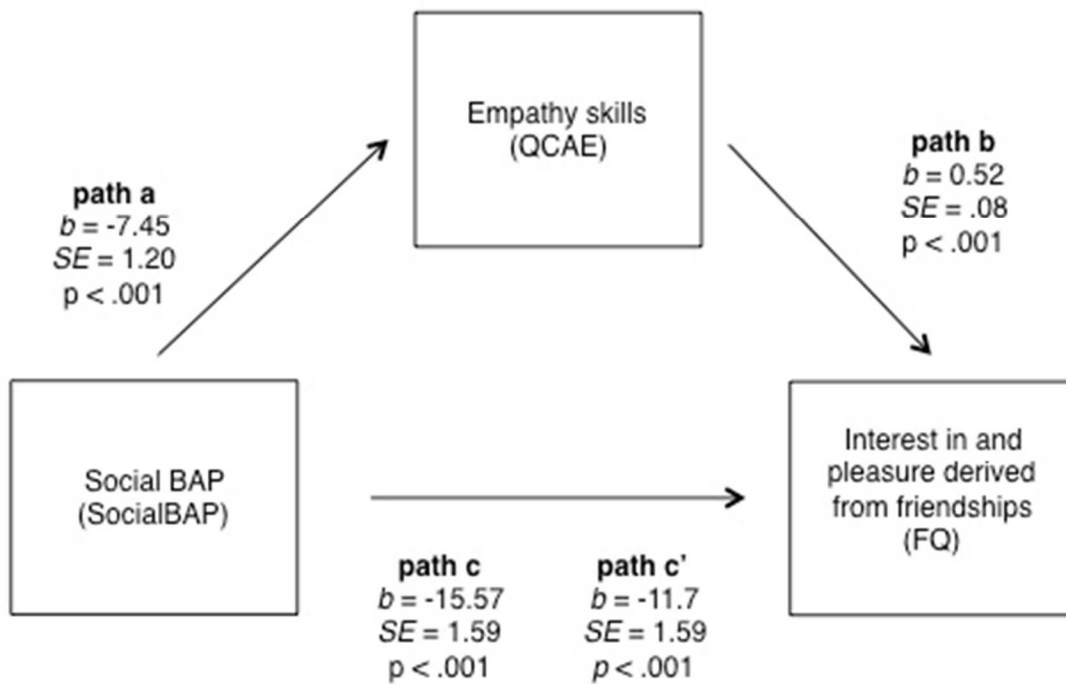 Empathy skills
(QCAE)
path a
b = -7.45
SE = 1.20
p < .001
path b
b = 0.52
SE = .08
p < .001
Social BAP
(SocialBAP)
Interest in and
pleasure derived
from friendships
(FQ)
path c
b = -15.57
SE = 1.59
p < .001
path c’
b = -11.7
SE = 1.59
p < .001